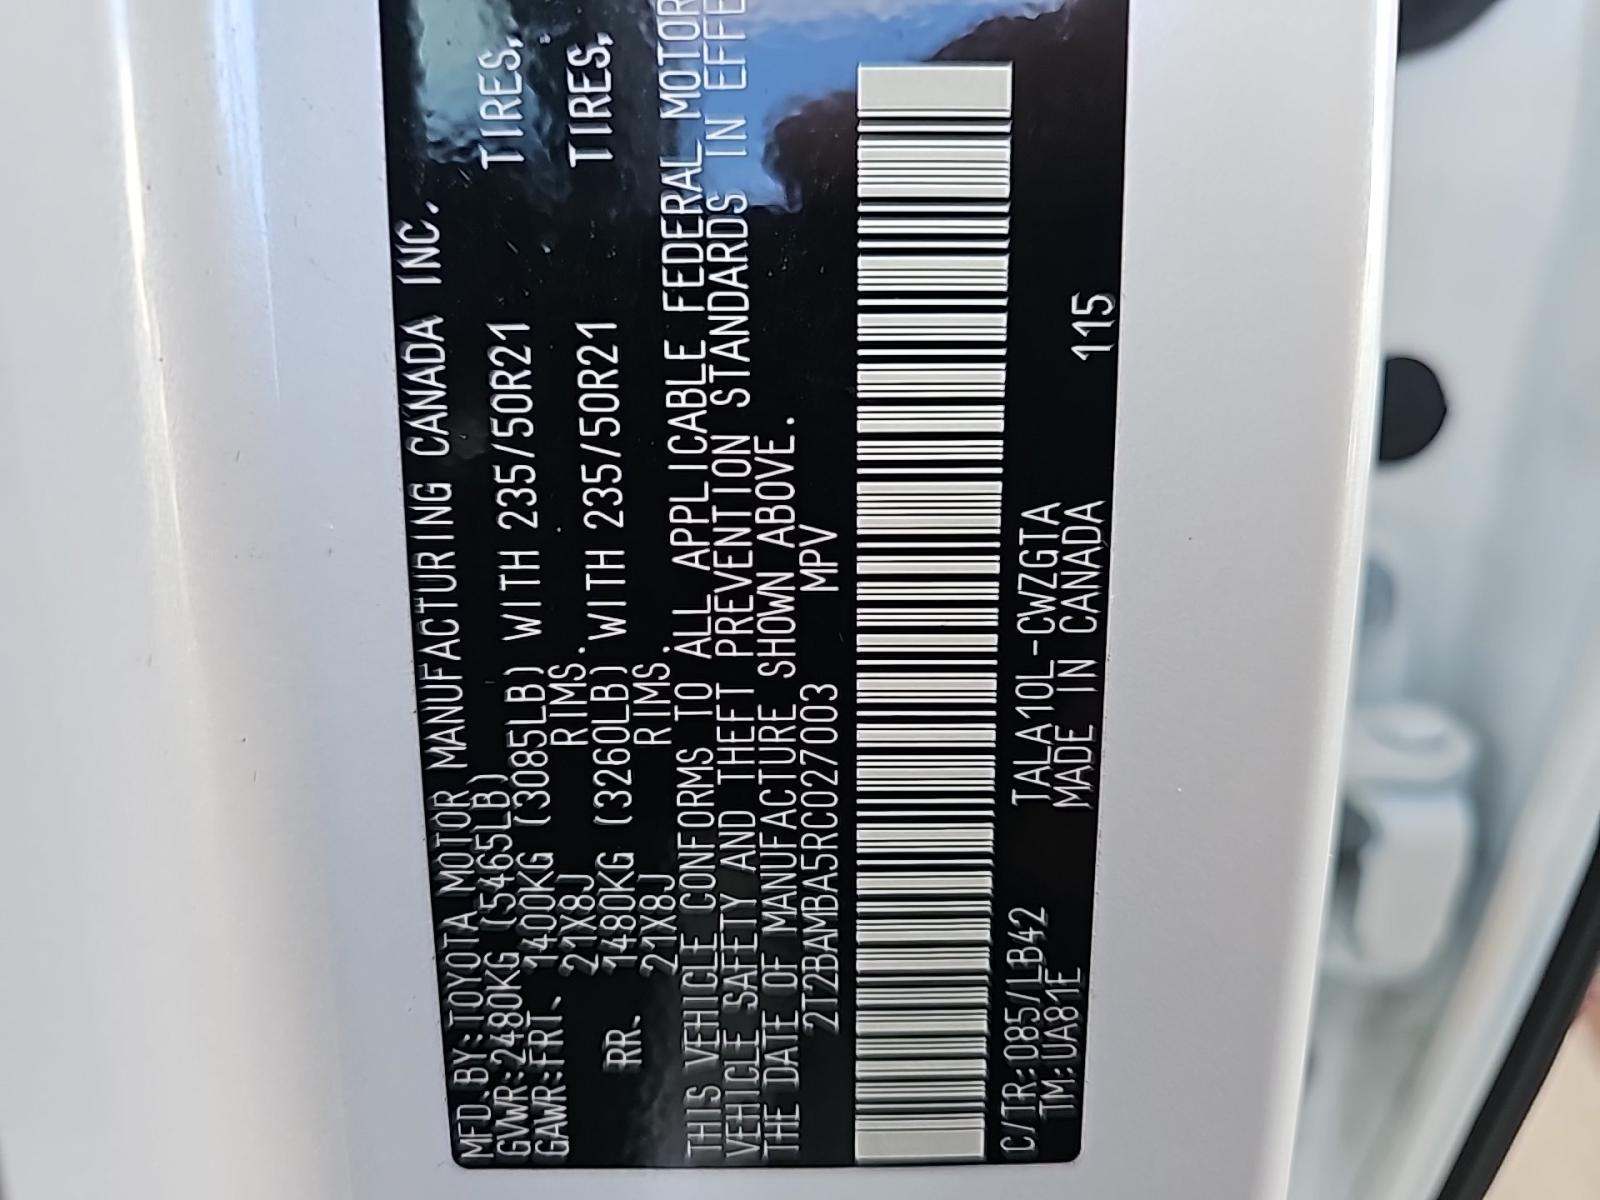 MFD.BY:TOYOTA MOTOR MANUFACTURING CANADA INC.
GVWR:2480KG (5465LB)
GAWR:FRT. 1400KG (3085LB) WITH 235/50R21 TIRES,
21X8J RIMS.
RR. 1480KG (3260LB) WITH 235/50R21 TIRES,
21X8J RIMS.
THIS VEHICLE CONFORMS TO ALL APPLICABLE FEDERAL MOTOR
VEHICLE SAFETY AND THEFT PREVENTION STANDARDS IN EFFE
THE DATE OF MANUFACTURE SHOWN ABOVE.
2T2BAMBA5RC027003 MPV
C/TR:085/LB42 TALA10L-CWZGTA 115
TM:UA81E MADE IN CANADA